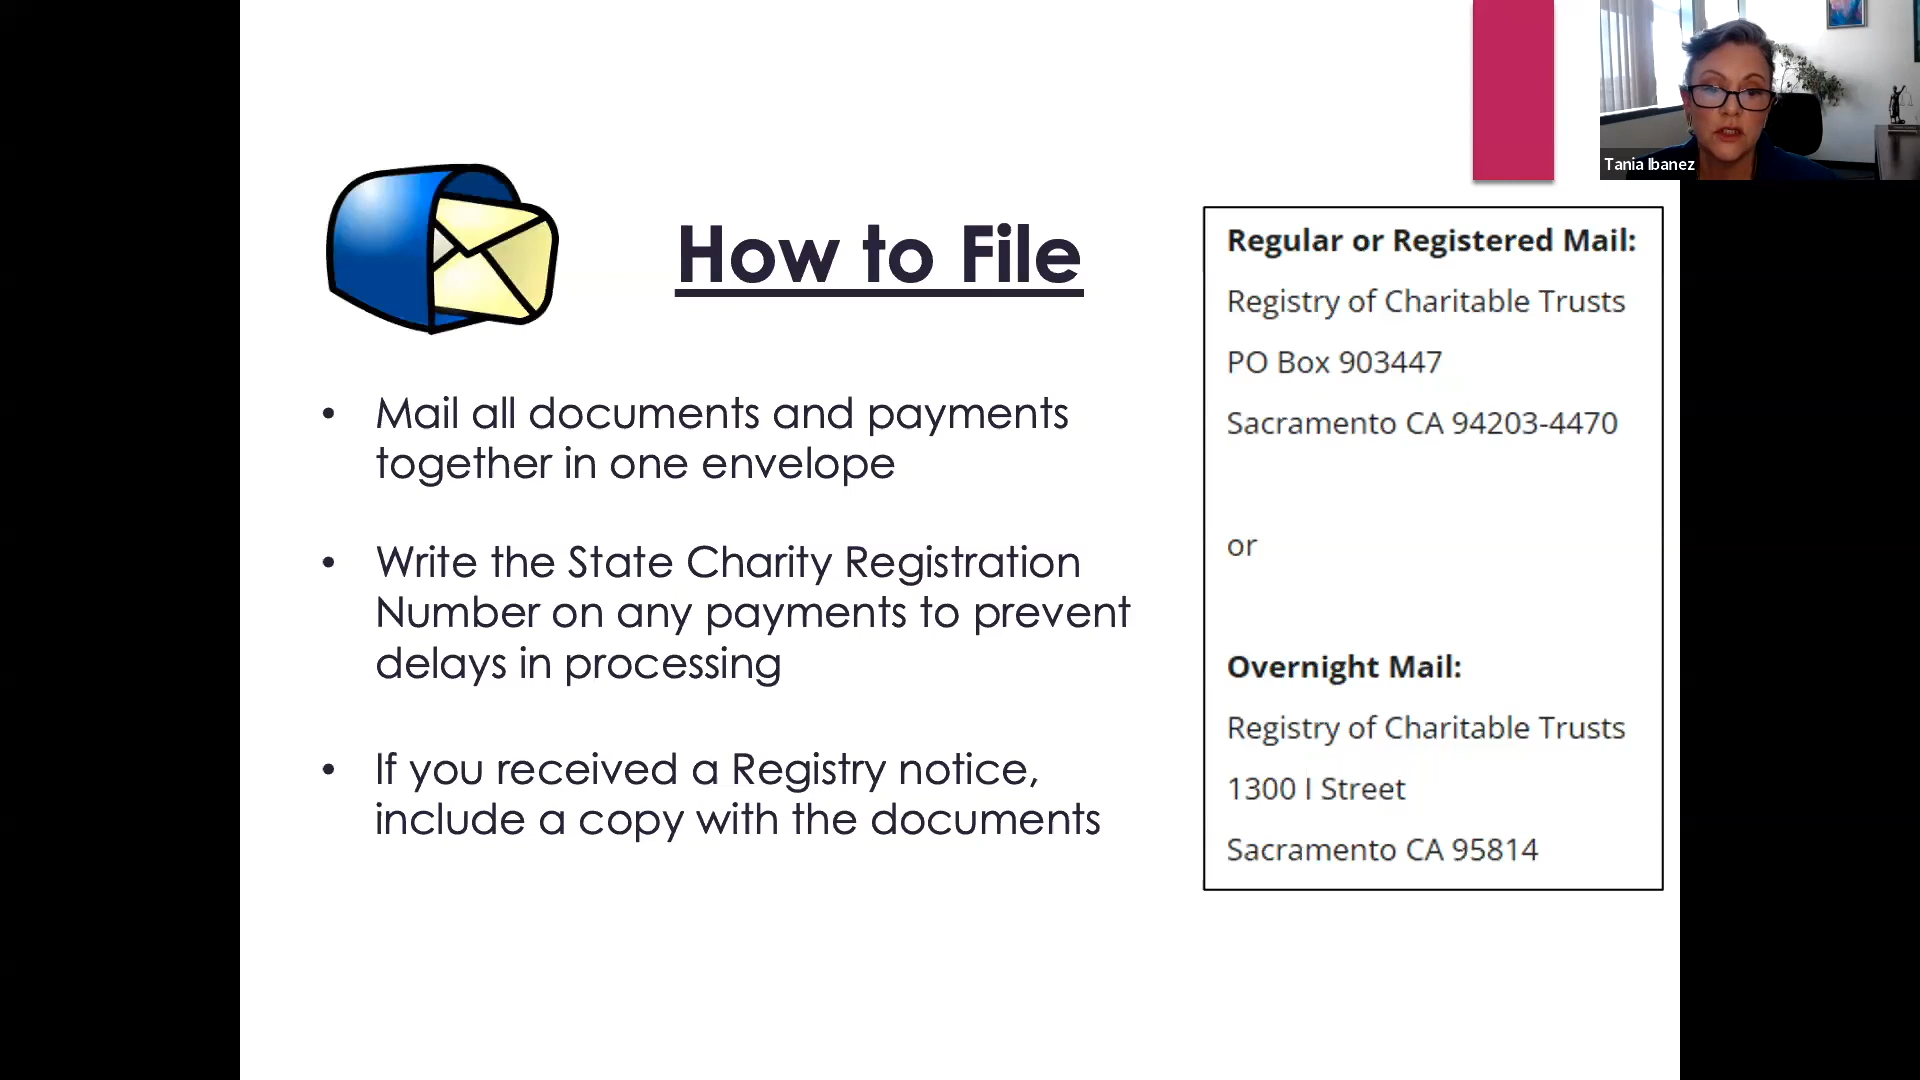 Tania Ibanez
How to File
• Mail all documents and payments
together in one envelope
• Write the State Charity Registration
Number on any payments to prevent
delays in processing
• If you received a Registry notice,
include a copy with the documents
Regular or Registered Mail:
Registry of Charitable Trusts
PO Box 903447
Sacramento CA 94203-4470
or
Overnight Mail:
Registry of Charitable Trusts
1300 I Street
Sacramento CA 95814